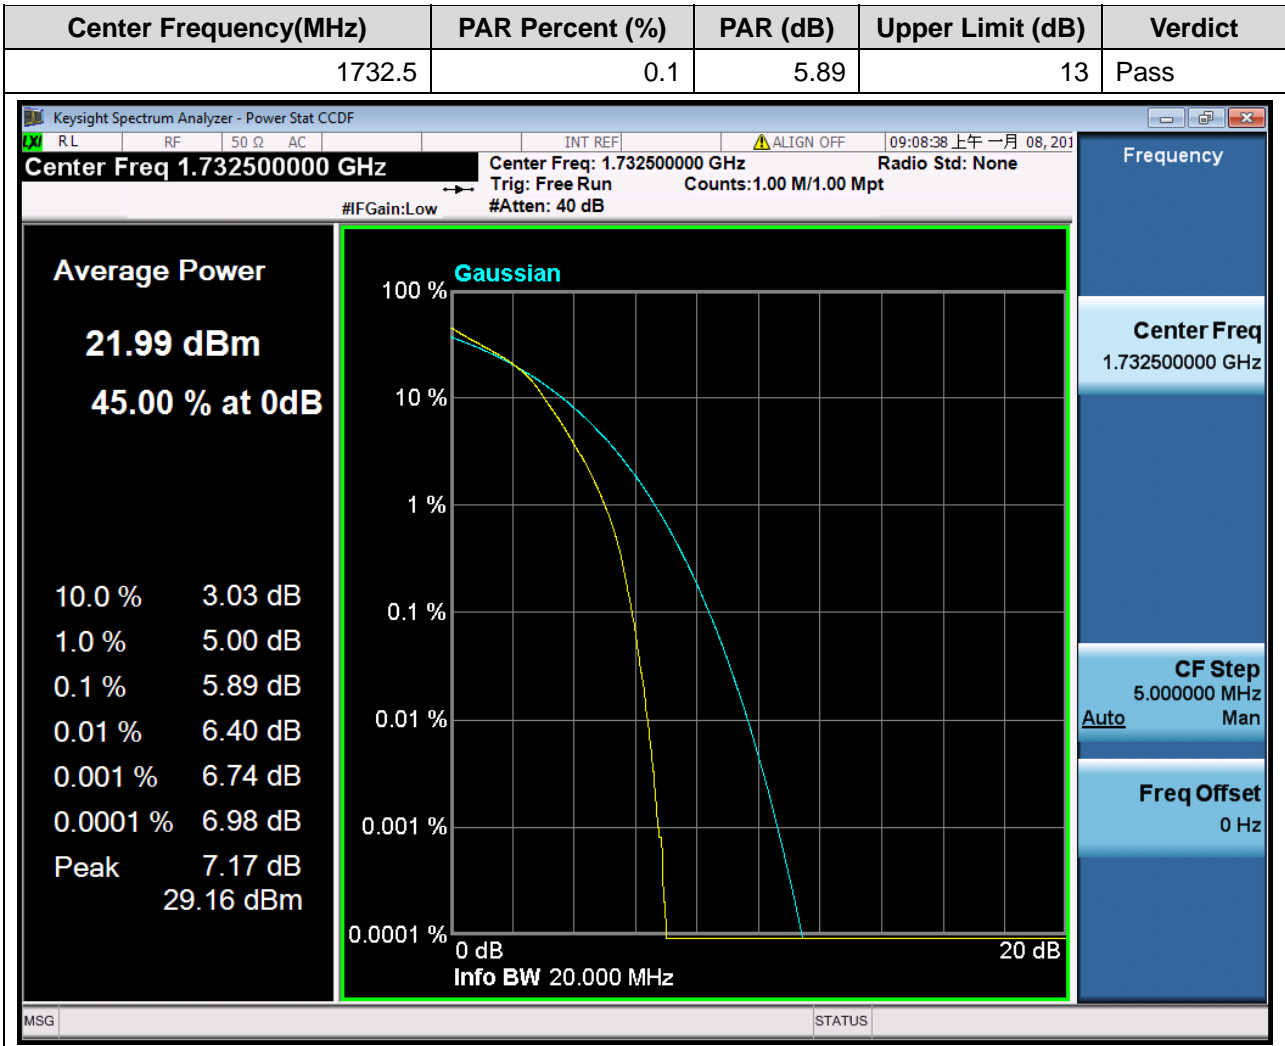 Center Frequency(MHz) PAR Percent (%) PAR (dB) Upper Limit (dB) Verdict
1732.5 0.1 5.89 13 Pass
Keysight Spectrum Analyzer - Power Stat CCDF
LXI RL RF 50 Ω AC INT REF ALIGN OFF 09:08:38 上午 一月 08, 201
Center Freq 1.732500000 GHz
Center Freq: 1.732500000 GHz Radio Std: None
Trig: Free Run Counts:1.00 M/1.00 Mpt
#IFGain:Low #Atten: 40 dB
Average Power
21.99 dBm
45.00 % at 0dB
10.0 % 3.03 dB
1.0 % 5.00 dB
0.1 % 5.89 dB
0.01 % 6.40 dB
0.001 % 6.74 dB
0.0001 % 6.98 dB
Peak 7.17 dB
29.16 dBm
Gaussian
100 %
10 %
1 %
0.1 %
0.01 %
0.001 %
0.0001 %
0 dB 20 dB
Info BW 20.000 MHz
Frequency
Center Freq
1.732500000 GHz
CF Step
5.000000 MHz
Auto Man
Freq Offset
0 Hz
MSG STATUS